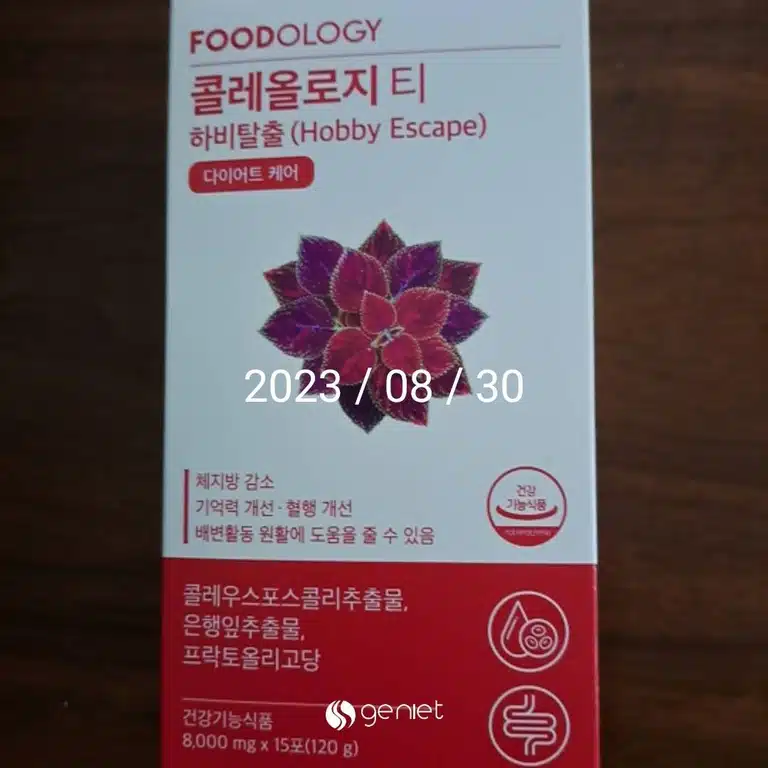 FOODOLOGY
콜레올로지 티
하비탈출 (Hobby Escape)
다이어트 케어
2023 / 08 / 30
체지방 감소
기억력 개선·혈행 개선
배변활동 원활에 도움을 줄 수 있음
건강
기능식품
콜레우스포스콜리추출물,
은행잎추출물,
프락토올리고당
geniet
건강기능식품
8,000 mg x 15포(120 g)